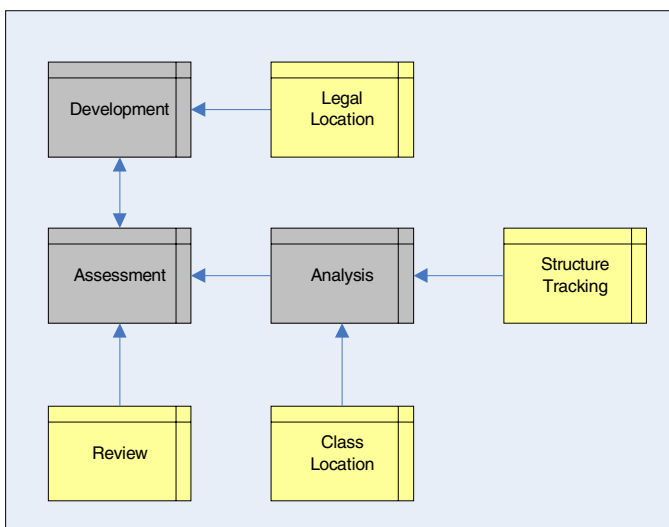 Development
Legal
Location
Assessment
Analysis
Structure
Tracking
Review
Class
Location